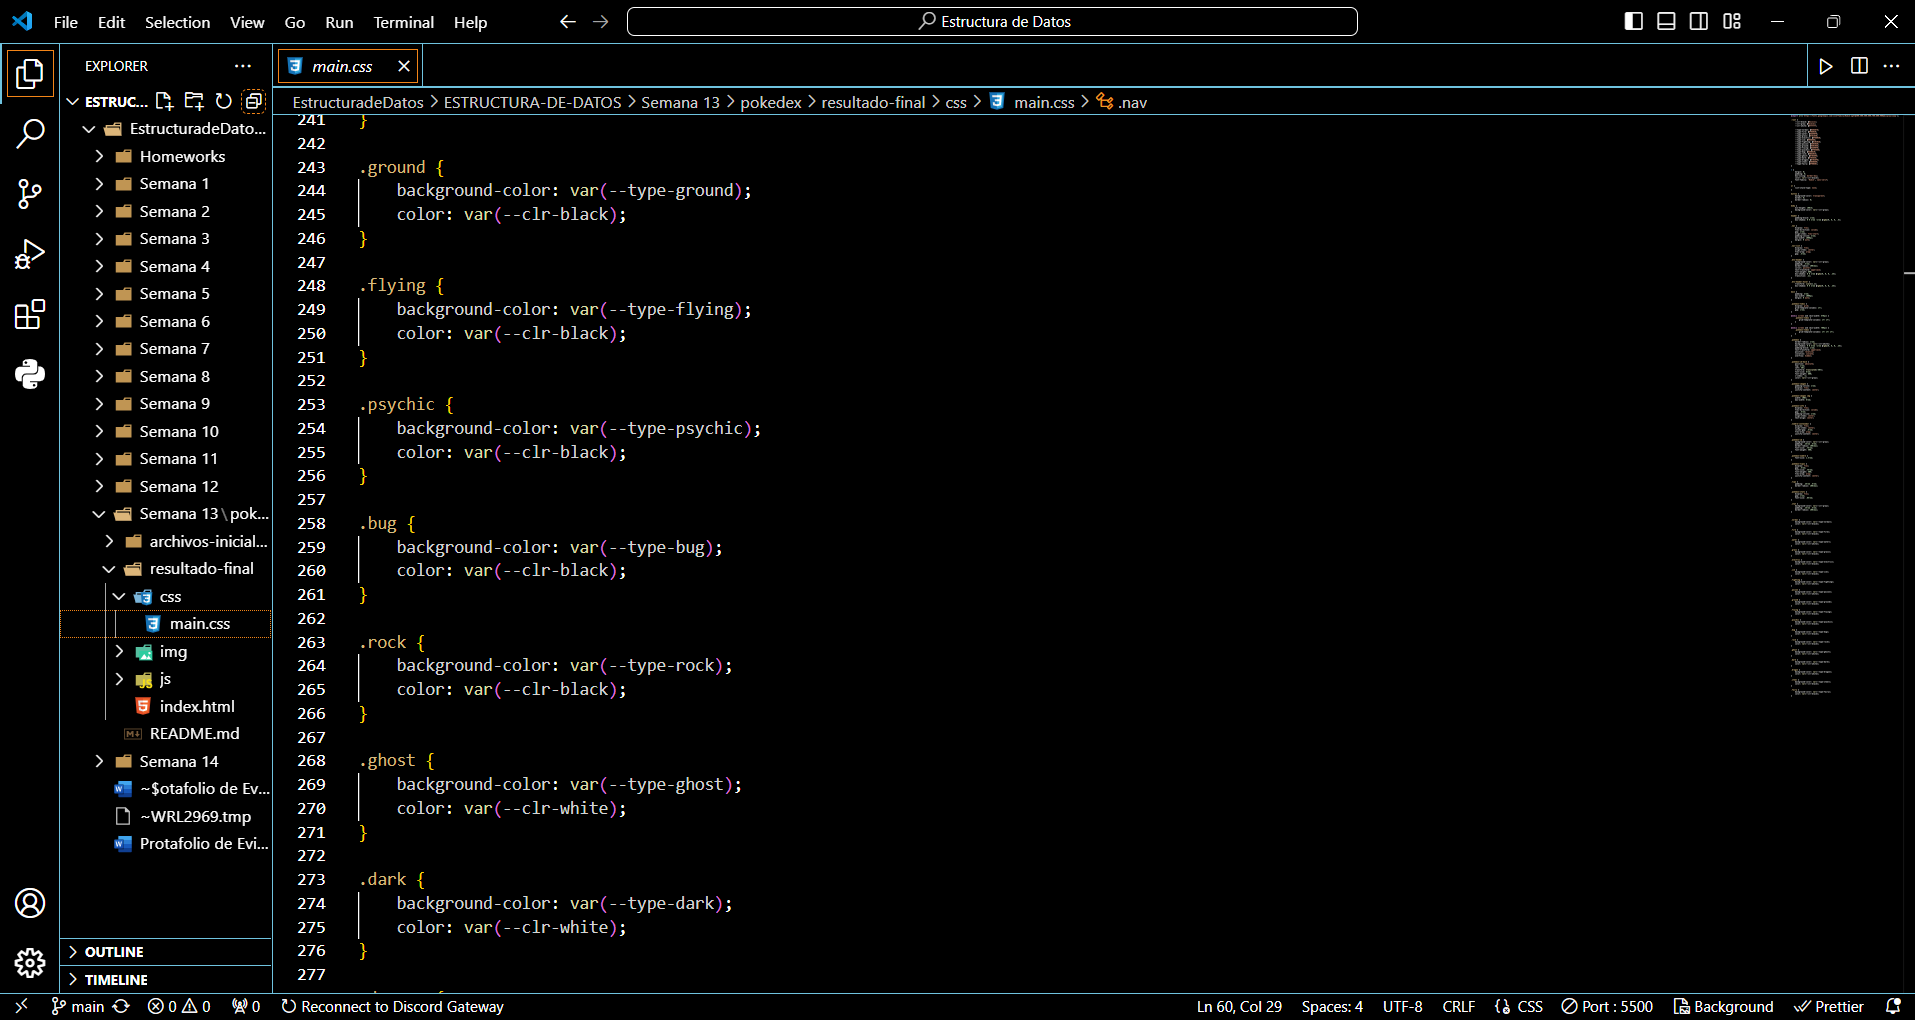 File Edit Selection View Go Run Terminal Help
Estructura de Datos
EXPLORER
ESTRUC...
EstructuradeDato...
Homeworks
Semana 1
Semana 2
Semana 3
Semana 4
Semana 5
Semana 6
Semana 7
Semana 8
Semana 9
Semana 10
Semana 11
Semana 12
Semana 13\pok...
archivos-inicial...
resultado-final
css
main.css
img
js
index.html
README.md
Semana 14
~$otafolio de Ev...
~WRL2969.tmp
Protafolio de Evi...
OUTLINE
TIMELINE
main.css
EstructuradeDatos > ESTRUCTURA-DE-DATOS > Semana 13 > pokedex > resultado-final > css > main.css > .nav
241 }
242
243 .ground {
244 background-color: var(--type-ground);
245 color: var(--clr-black);
246 }
247
248 .flying {
249 background-color: var(--type-flying);
250 color: var(--clr-black);
251 }
252
253 .psychic {
254 background-color: var(--type-psychic);
255 color: var(--clr-black);
256 }
257
258 .bug {
259 background-color: var(--type-bug);
260 color: var(--clr-black);
261 }
262
263 .rock {
264 background-color: var(--type-rock);
265 color: var(--clr-black);
266 }
267
268 .ghost {
269 background-color: var(--type-ghost);
270 color: var(--clr-white);
271 }
272
273 .dark {
274 background-color: var(--type-dark);
275 color: var(--clr-white);
276 }
277
main 0 0 0 Reconnect to Discord Gateway Ln 60, Col 29 Spaces: 4 UTF-8 CRLF CSS Port : 5500 Background Prettier